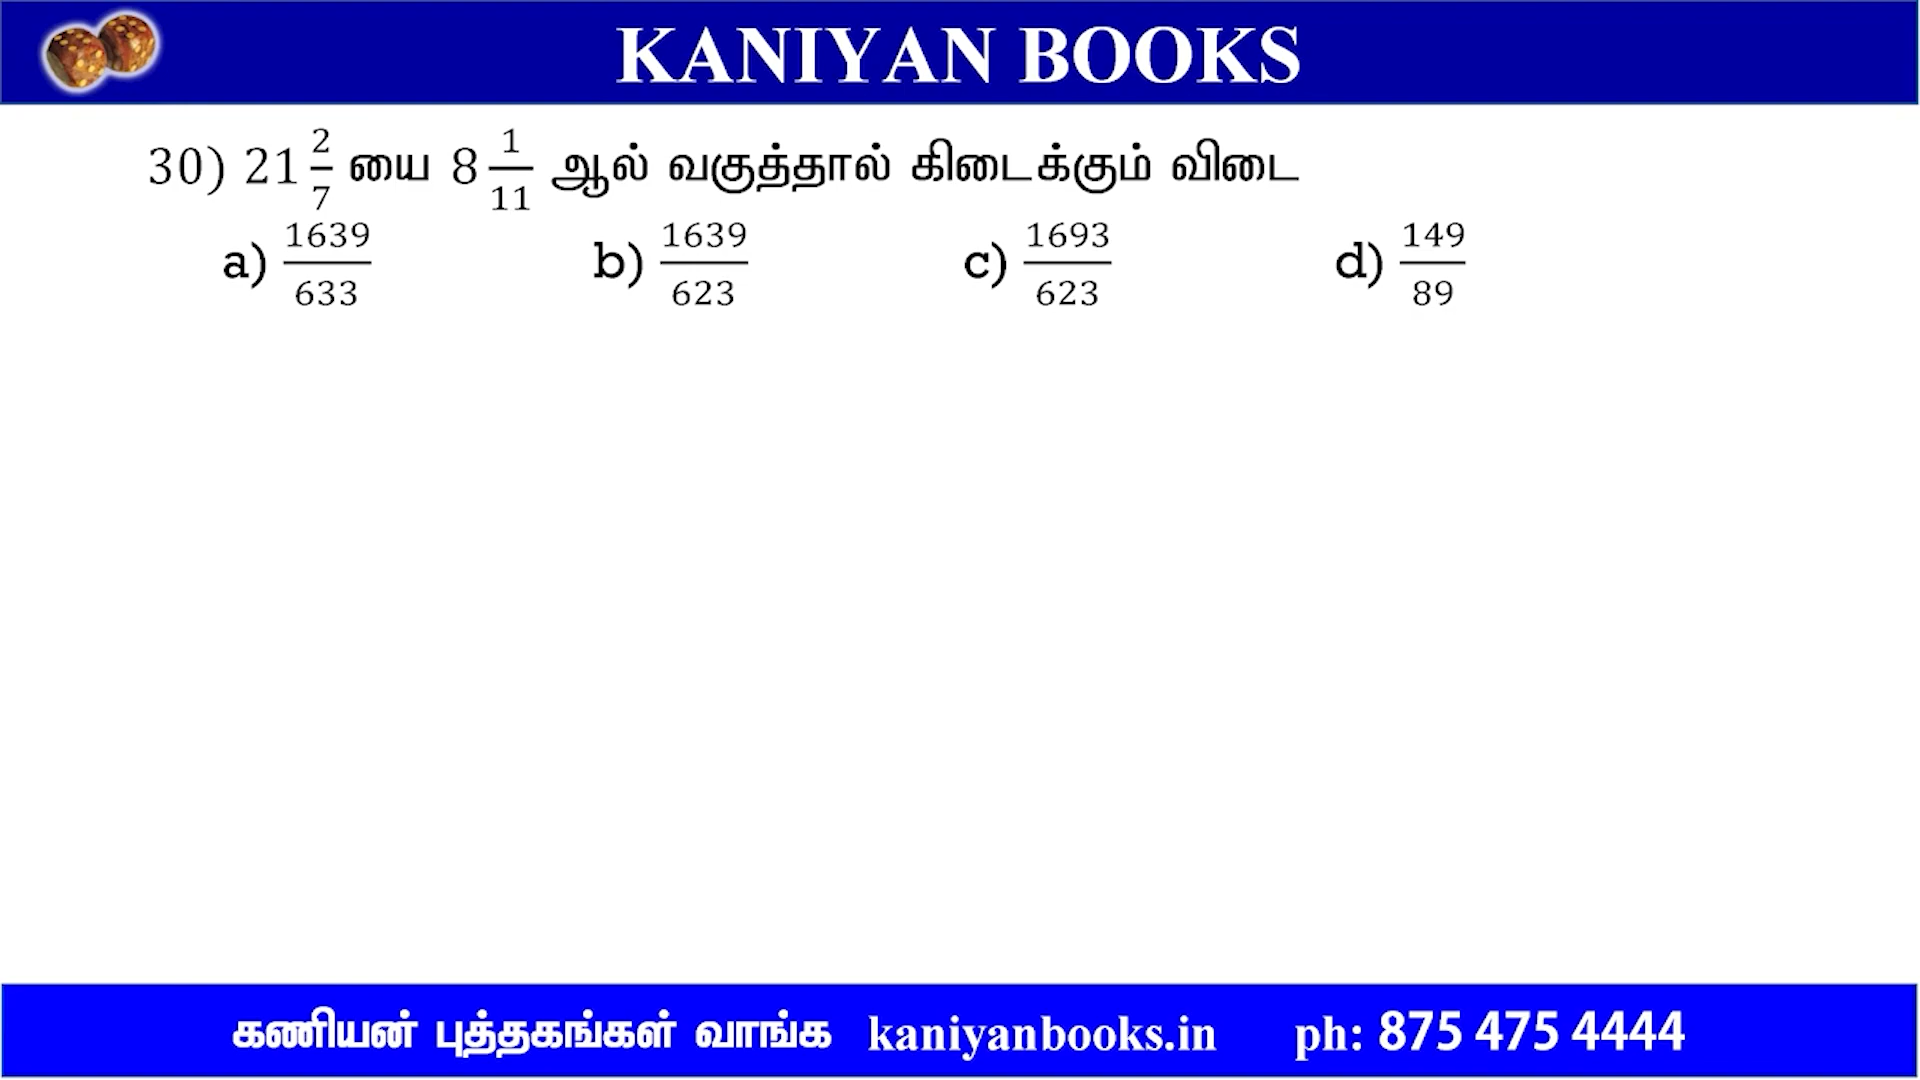 KANIYAN BOOKS
30) 21 2/7 யை 8 1/11 ஆல் வகுத்தால் கிடைக்கும் விடை
a) 1639/633 b) 1639/623 c) 1693/623 d) 149/89
கணியன் புத்தகங்கள் வாங்க kaniyanbooks.in ph: 875 475 4444